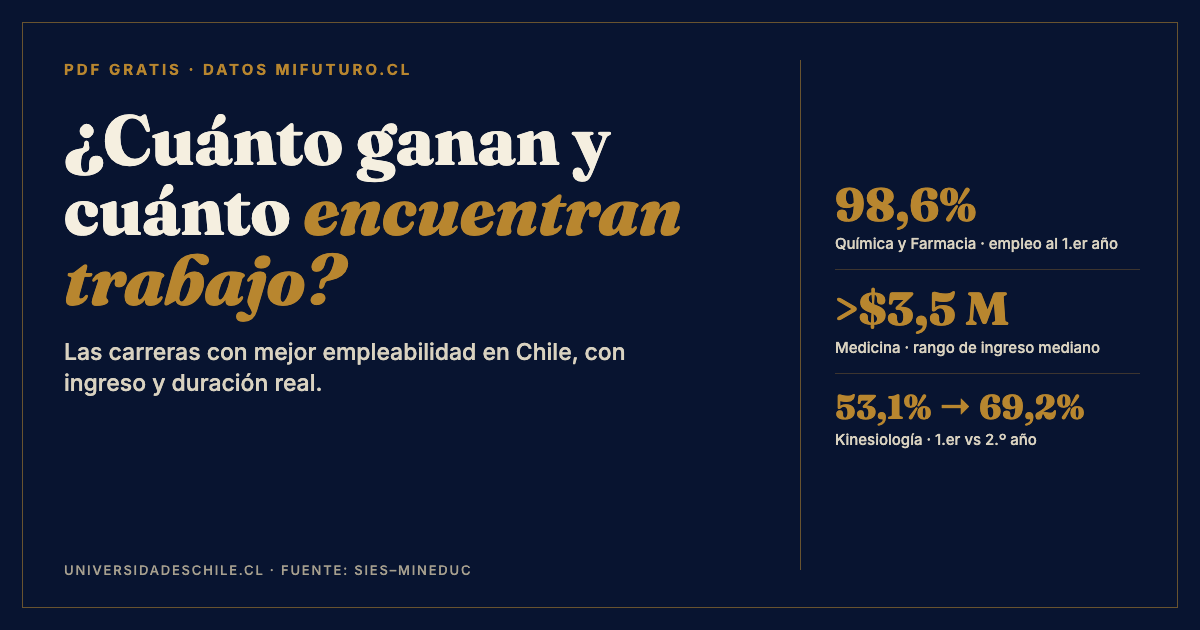 PDF GRATIS · DATOS MIFUTURO.CL
¿Cuánto ganan y
cuánto encuentran
trabajo?
Las carreras con mejor empleabilidad en Chile, con
ingreso y duración real.
UNIVERSIDADESCHILE.CL · FUENTE: SIES–MINEDUC
98,6%
Química y Farmacia · empleo al 1.er año
>$3,5 M
Medicina · rango de ingreso mediano
53,1% → 69,2%
Kinesiología · 1.er vs 2.º año